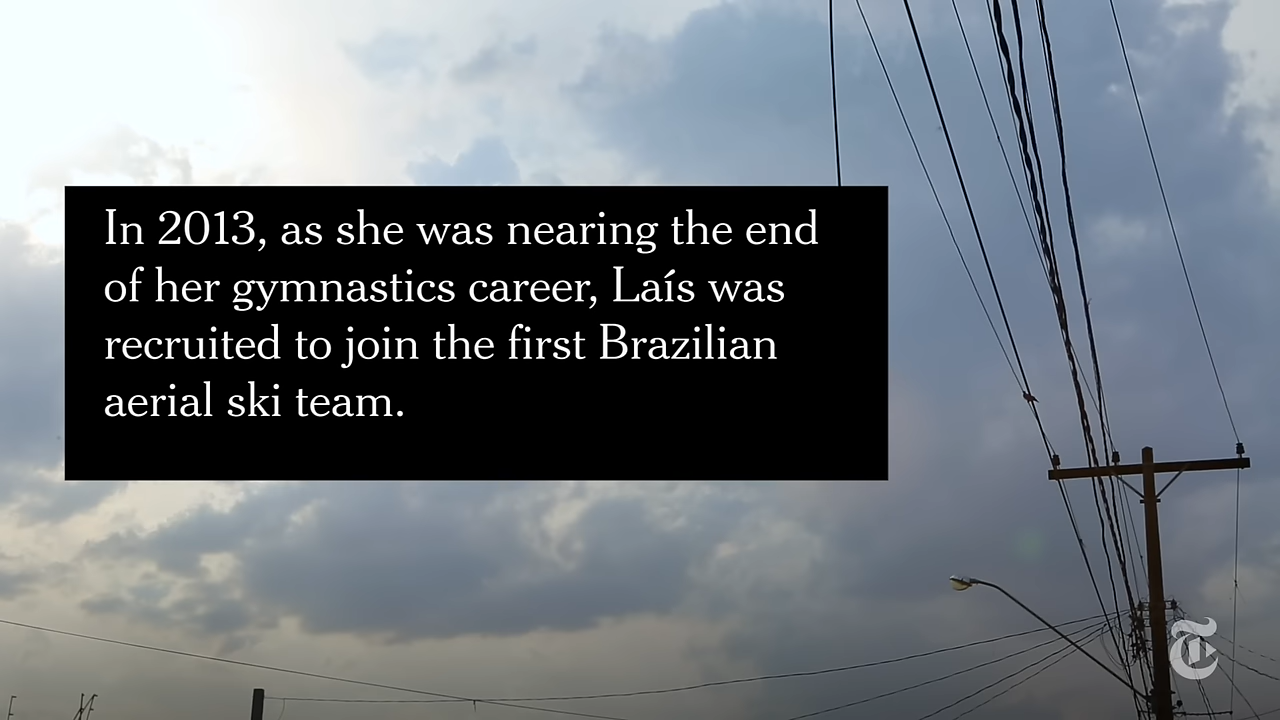 In 2013, as she was nearing the end
of her gymnastics career, Laís was
recruited to join the first Brazilian
aerial ski team.
T